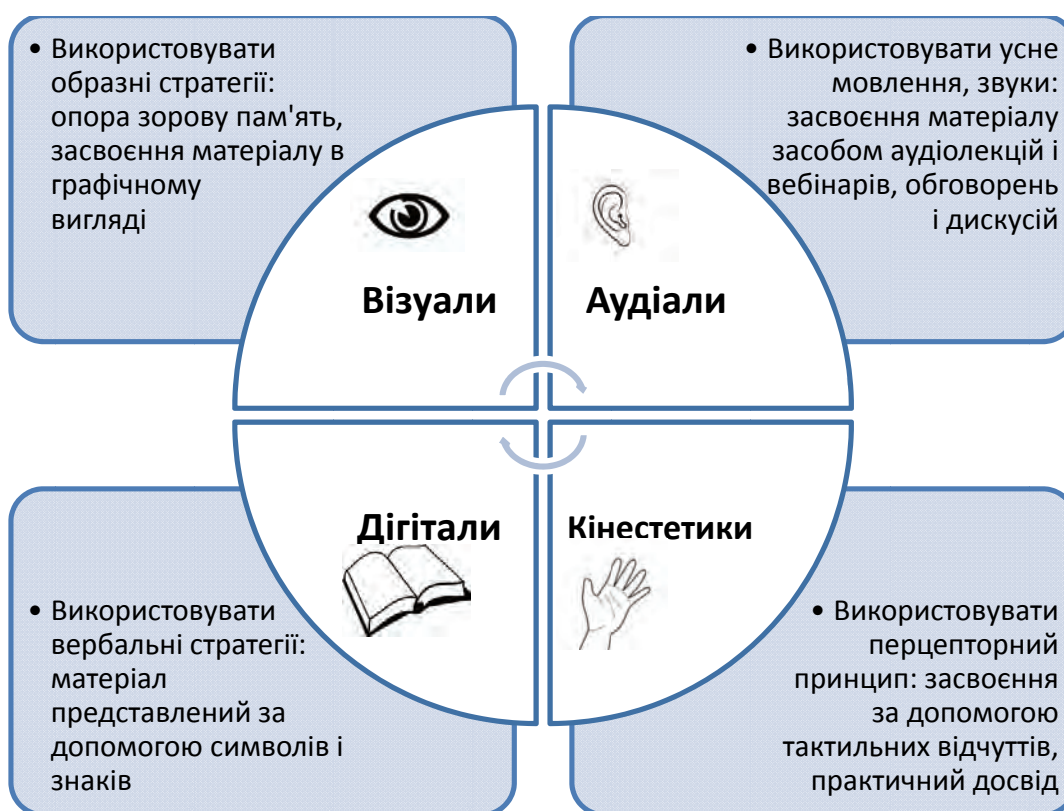 • Використовувати
образні стратегії:
опора зорову пам'ять,
засвоєння матеріалу в
графічному
вигляді
• Використовувати усне
мовлення, звуки:
засвоєння матеріалу
засобом аудіолекцій і
вебінарів, обговорень
і дискусій
Візуали
Аудіали
Дігітали
Кінестетики
• Використовувати
вербальні стратегії:
матеріал
представлений за
допомогою символів і
знаків
• Використовувати
перцепторний
принцип: засвоєння
за допомогою
тактильних відчуттів,
практичний досвід